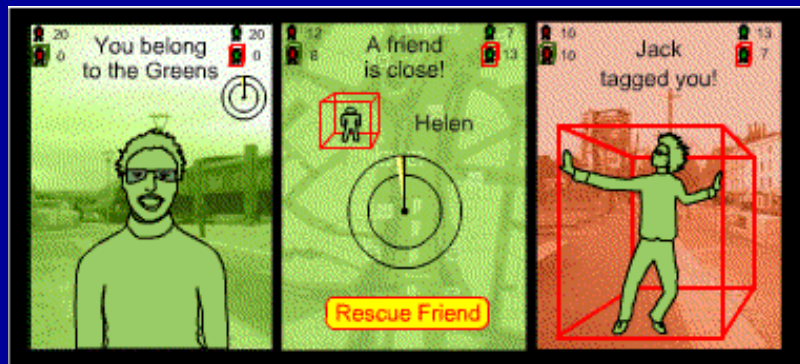 20
20
You belong
to the Greens
0
0
12
7
A friend
is close!
8
13
Helen
Rescue Friend
10
13
Jack
tagged you!
10
7